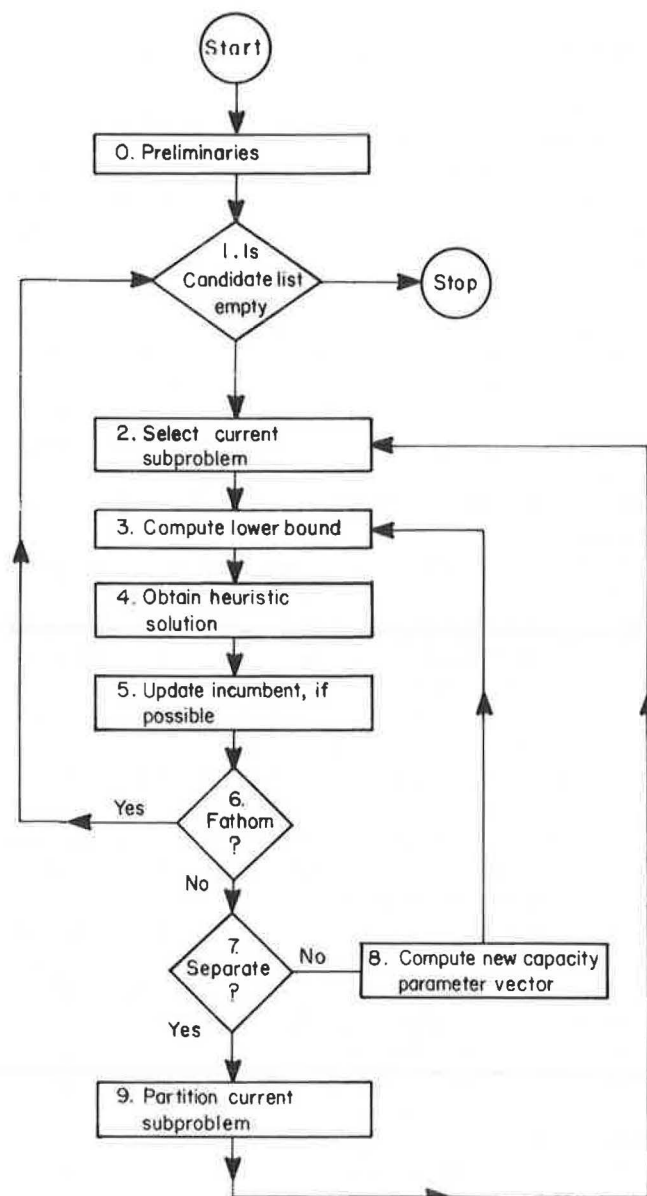 Start
0. Preliminaries
1. Is
Candidate list
empty
Stop
2. Select current
subproblem
3. Compute lower bound
4. Obtain heuristic
solution
5. Update incumbent, if
possible
Yes
6.
Fathom
?
No
7.
Separate
?
No
8. Compute new capacity
parameter vector
Yes
9. Partition current
subproblem